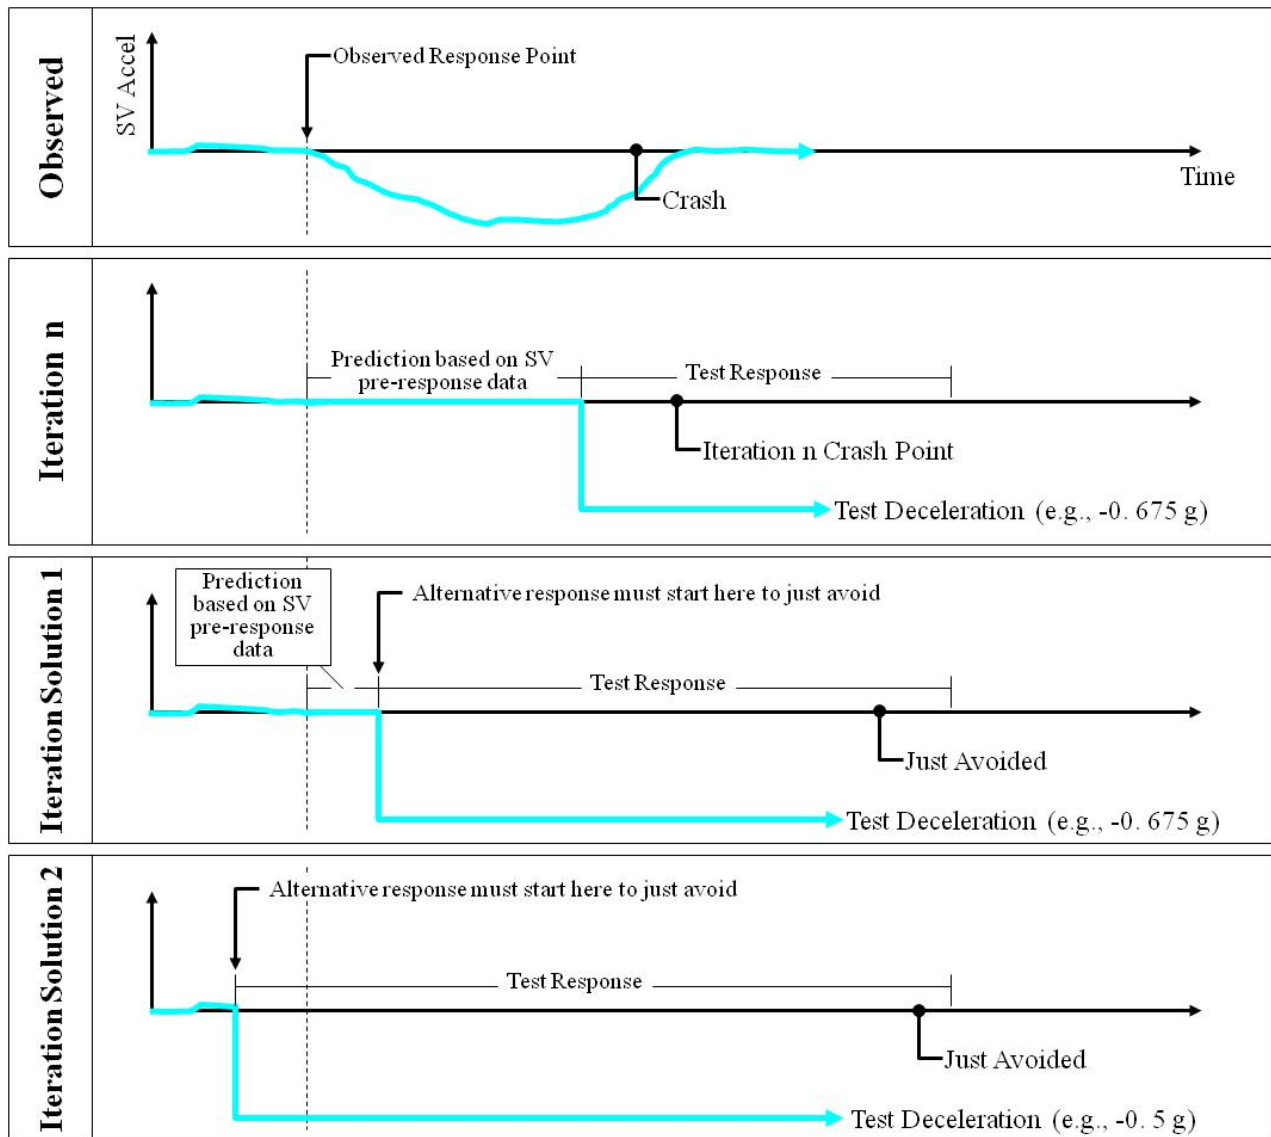 Observed
SV Accel
Observed Response Point
Crash
Time
Iteration n
Prediction based on SV
pre-response data
Test Response
Iteration n Crash Point
Test Deceleration (e.g., -0. 675 g)
Iteration Solution 1
Prediction
based on SV
pre-response
data
Alternative response must start here to just avoid
Test Response
Just Avoided
Test Deceleration (e.g., -0. 675 g)
Iteration Solution 2
Alternative response must start here to just avoid
Test Response
Just Avoided
Test Deceleration (e.g., -0. 5 g)